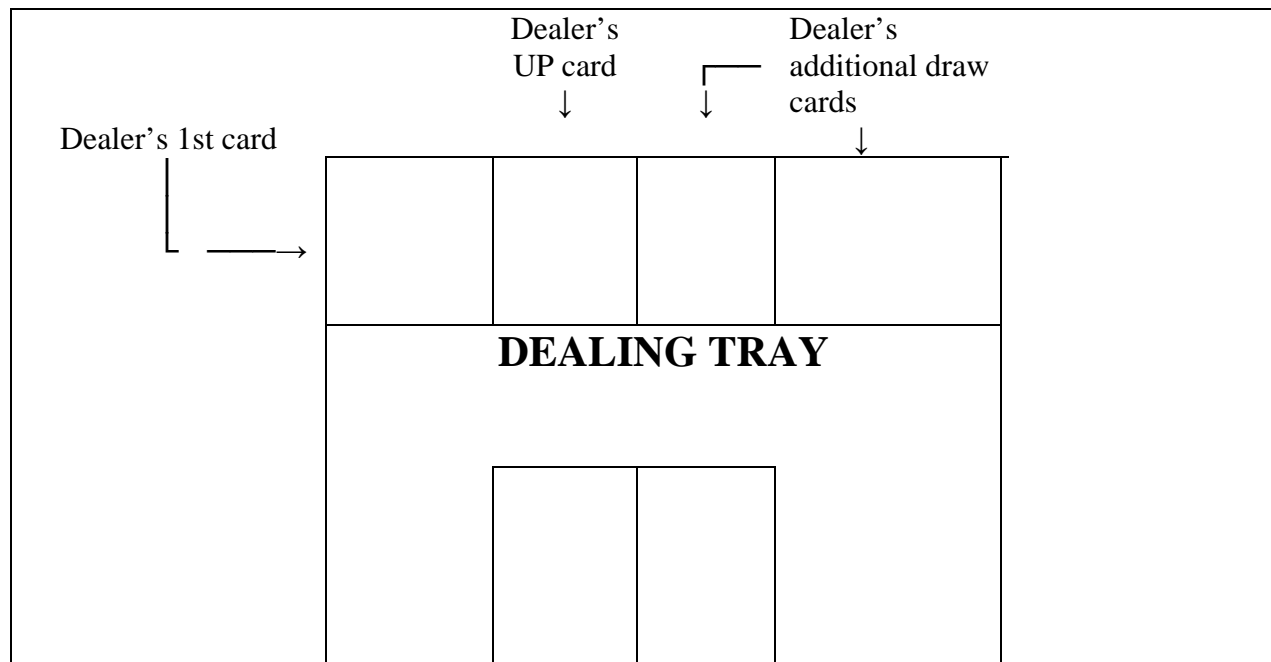 Dealer’s
UP card
↓
Dealer’s
additional draw
cards
↓
↓
Dealer’s 1st card
→
DEALING TRAY